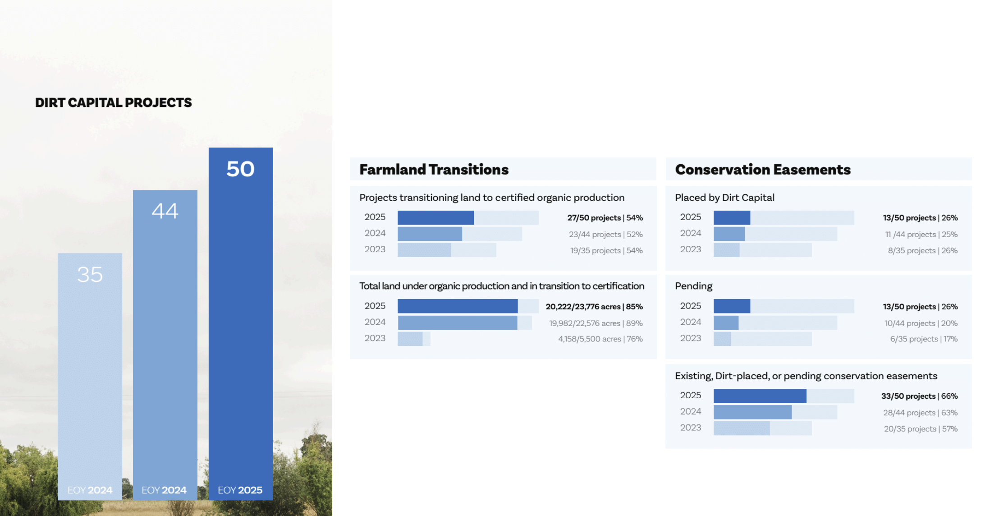 DIRT CAPITAL PROJECTS
50
44
35
EOY 2024
EOY 2024
EOY 2025
Farmland Transitions
Projects transitioning land to certified organic production
2025 27/50 projects | 54%
2024 23/44 projects | 52%
2023 19/35 projects | 54%
Total land under organic production and in transition to certification
2025 20,222/23,776 acres | 85%
2024 19,982/22,576 acres | 89%
2023 4,158/5,500 acres | 76%
Conservation Easements
Placed by Dirt Capital
2025 13/50 projects | 26%
2024 11 /44 projects | 25%
2023 8/35 projects | 26%
Pending
2025 13/50 projects | 26%
2024 10/44 projects | 20%
2023 6/35 projects | 17%
Existing, Dirt-placed, or pending conservation easements
2025 33/50 projects | 66%
2024 28/44 projects | 63%
2023 20/35 projects | 57%